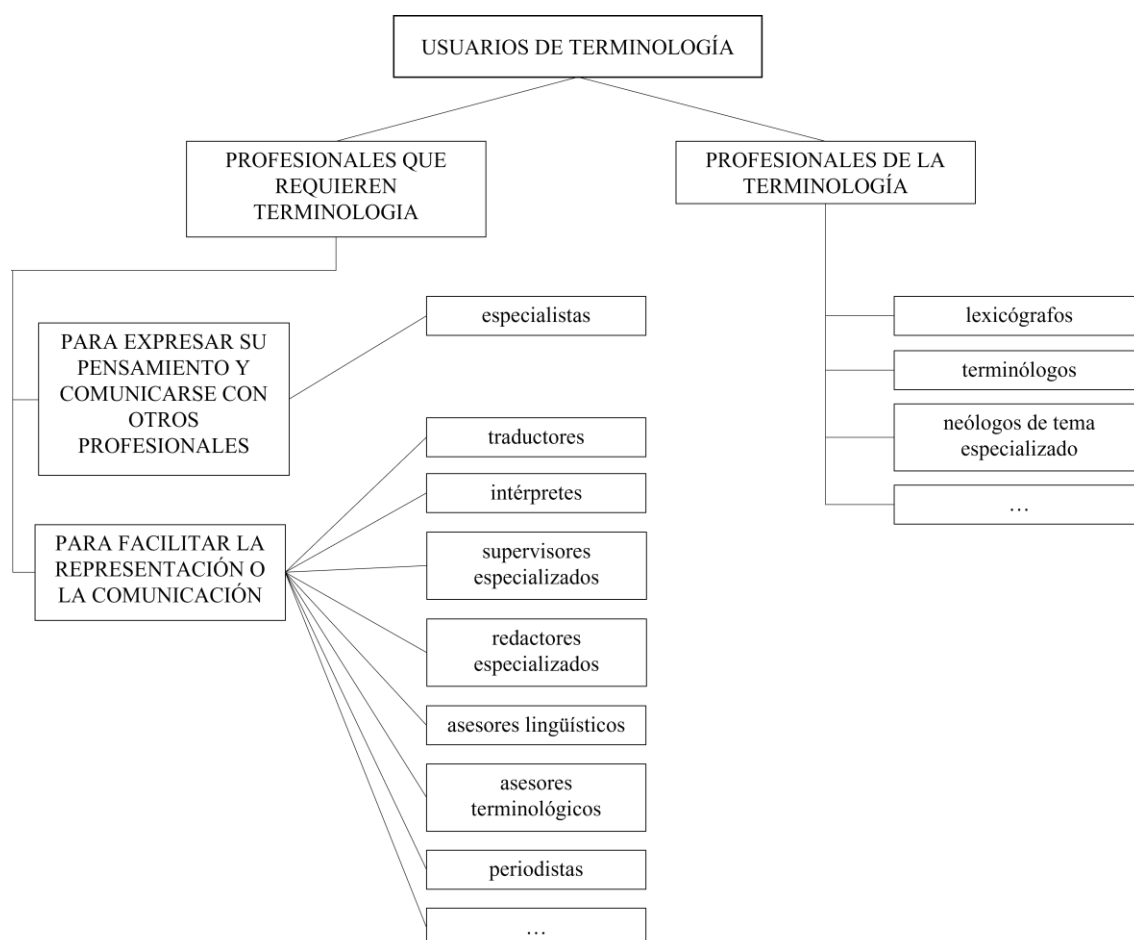 USUARIOS DE TERMINOLOGÍA
PROFESIONALES QUE
REQUIEREN
TERMINOLOGIA
PROFESIONALES DE LA
TERMINOLOGÍA
PARA EXPRESAR SU
PENSAMIENTO Y
COMUNICARSE CON
OTROS
PROFESIONALES
especialistas
PARA FACILITAR LA
REPRESENTACIÓN O
LA COMUNICACIÓN
traductores
intérpretes
supervisores
especializados
redactores
especializados
asesores lingüísticos
asesores
terminológicos
periodistas
…
lexicógrafos
terminólogos
neólogos de tema
especializado
…